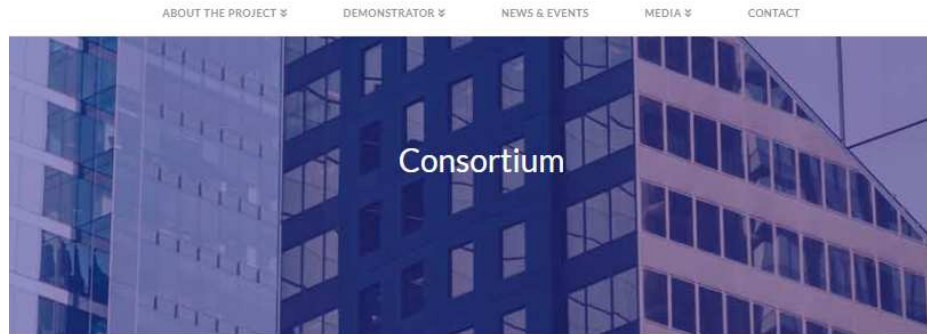 ABOUT THE PROJECT DEMONSTRATOR NEWS & EVENTS MEDIA CONTACT
Consortium